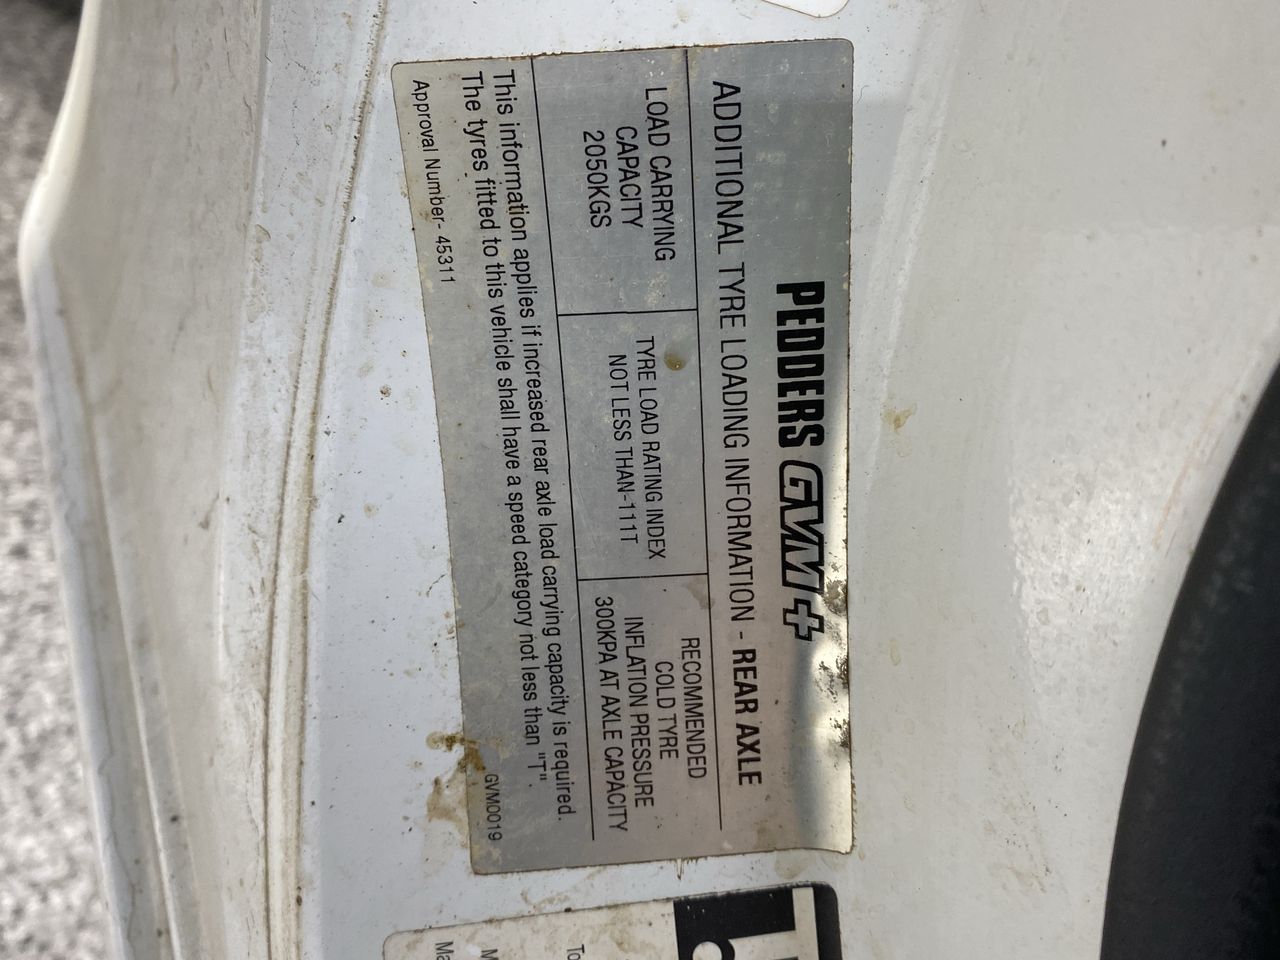 PEDDERS GVM+
ADDITIONAL TYRE LOADING INFORMATION - REAR AXLE
LOAD CARRYING
CAPACITY
2050KGS
TYRE LOAD RATING INDEX
NOT LESS THAN-111T
RECOMMENDED
COLD TYRE
INFLATION PRESSURE
300KPA AT AXLE CAPACITY
This information applies if increased rear axle load carrying capacity is required.
The tyres fitted to this vehicle shall have a speed category not less than "T".
Approval Number- 45311
GVM0019
To
M
Ma